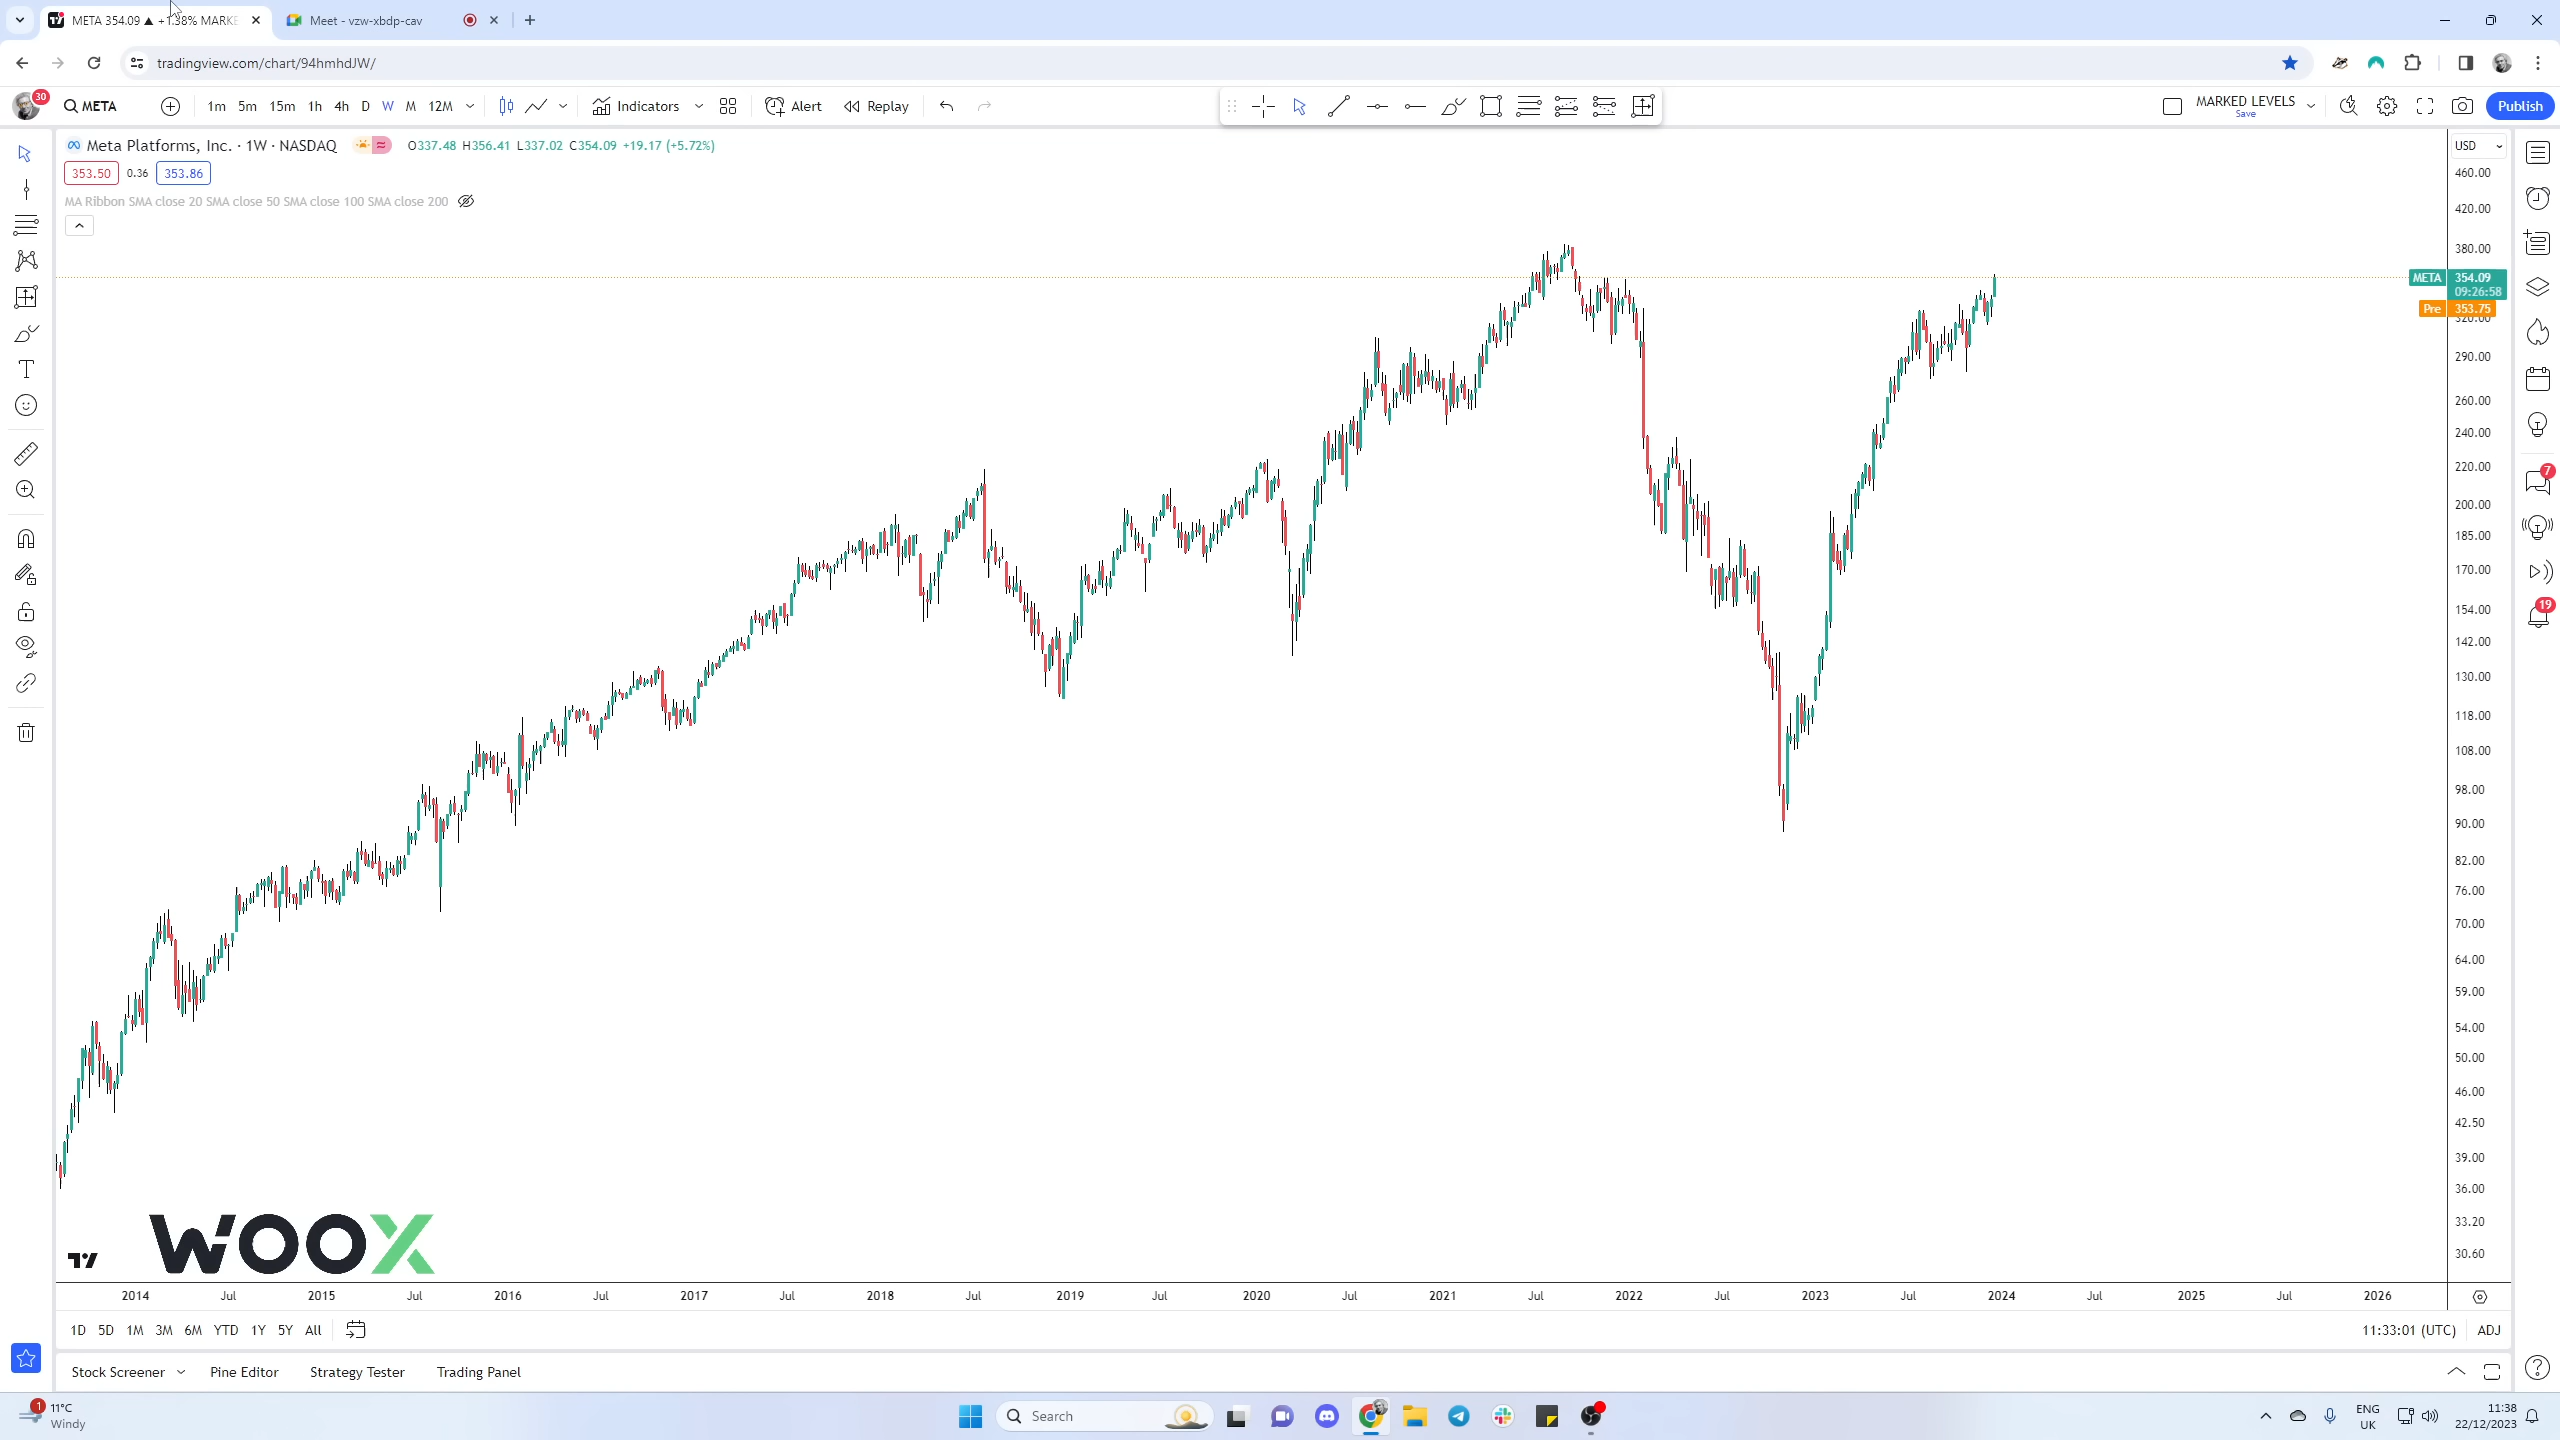 META 354.09 ▲ +1.38% MARKE
Meet - vzw-xbdp-cav
tradingview.com/chart/94hmhdJW/
30
META
1m 5m 15m 1h 4h D W M 12M
Indicators
Alert
Replay
MARKED LEVELS
Save
Publish
Meta Platforms, Inc. · 1W · NASDAQ
O337.48 H356.41 L337.02 C354.09 +19.17 (+5.72%)
353.50 0.36 353.86
MA Ribbon SMA close 20 SMA close 50 SMA close 100 SMA close 200
USD
460.00
420.00
380.00
META 354.09
09:26:58
Pre 353.75
320.00
290.00
260.00
240.00
220.00
200.00
185.00
170.00
154.00
142.00
130.00
118.00
108.00
98.00
90.00
82.00
76.00
70.00
64.00
59.00
54.00
50.00
46.00
42.50
39.00
36.00
33.20
30.60
7
19
WOOX
2014 Jul 2015 Jul 2016 Jul 2017 Jul 2018 Jul 2019 Jul 2020 Jul 2021 Jul 2022 Jul 2023 Jul 2024 Jul 2025 Jul 2026
1D 5D 1M 3M 6M YTD 1Y 5Y All
11:33:01 (UTC) ADJ
Stock Screener Pine Editor Strategy Tester Trading Panel
1
11°C
Windy
Search
ENG
UK
11:38
22/12/2023